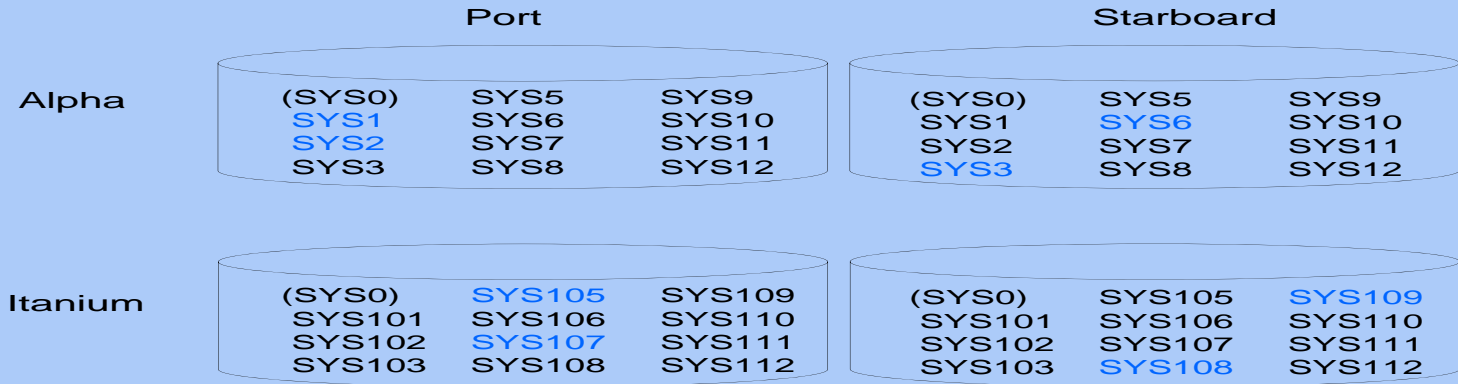 Port Starboard
Alpha
(SYS0) SYS5 SYS9
SYS1 SYS6 SYS10
SYS2 SYS7 SYS11
SYS3 SYS8 SYS12
(SYS0) SYS5 SYS9
SYS1 SYS6 SYS10
SYS2 SYS7 SYS11
SYS3 SYS8 SYS12
Itanium
(SYS0) SYS105 SYS109
SYS101 SYS106 SYS110
SYS102 SYS107 SYS111
SYS103 SYS108 SYS112
(SYS0) SYS105 SYS109
SYS101 SYS106 SYS110
SYS102 SYS107 SYS111
SYS103 SYS108 SYS112